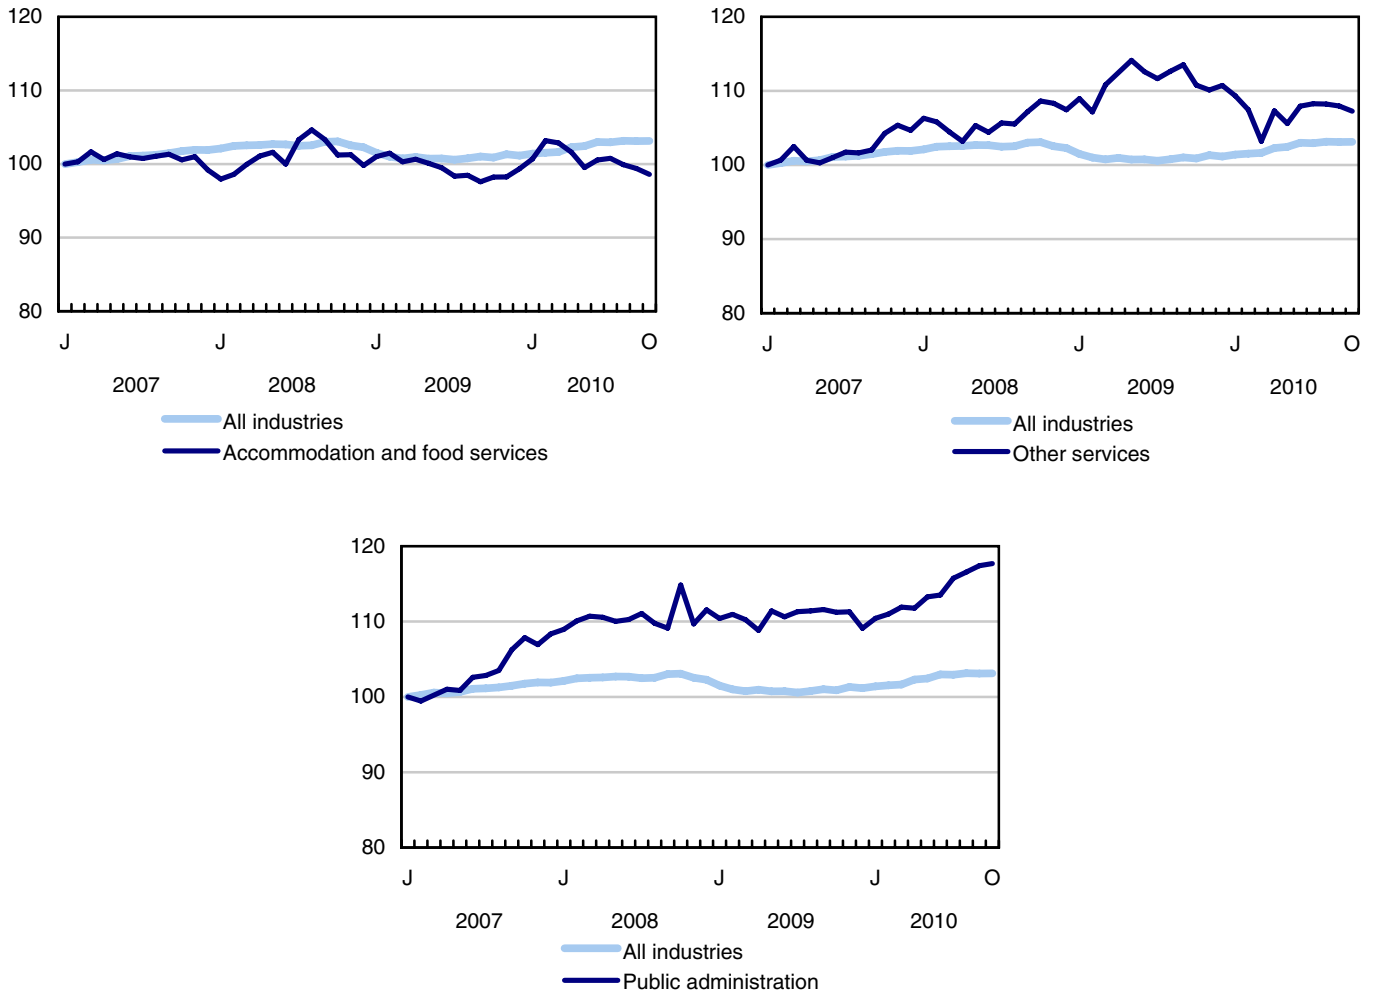 120
110
100
90
80
J J J J O
2007 2008 2009 2010
All industries
Accommodation and food services
120
110
100
90
80
J J J J O
2007 2008 2009 2010
All industries
Other services
120
110
100
90
80
J J J J O
2007 2008 2009 2010
All industries
Public administration